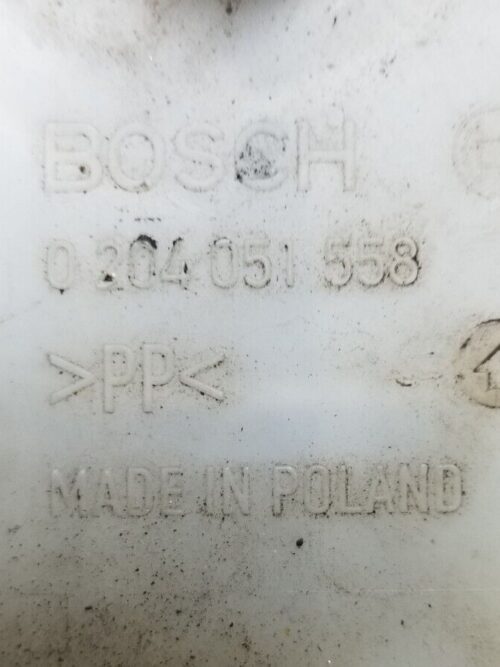 BOSCH
0 204 051 558
>PP<
MADE IN POLAND